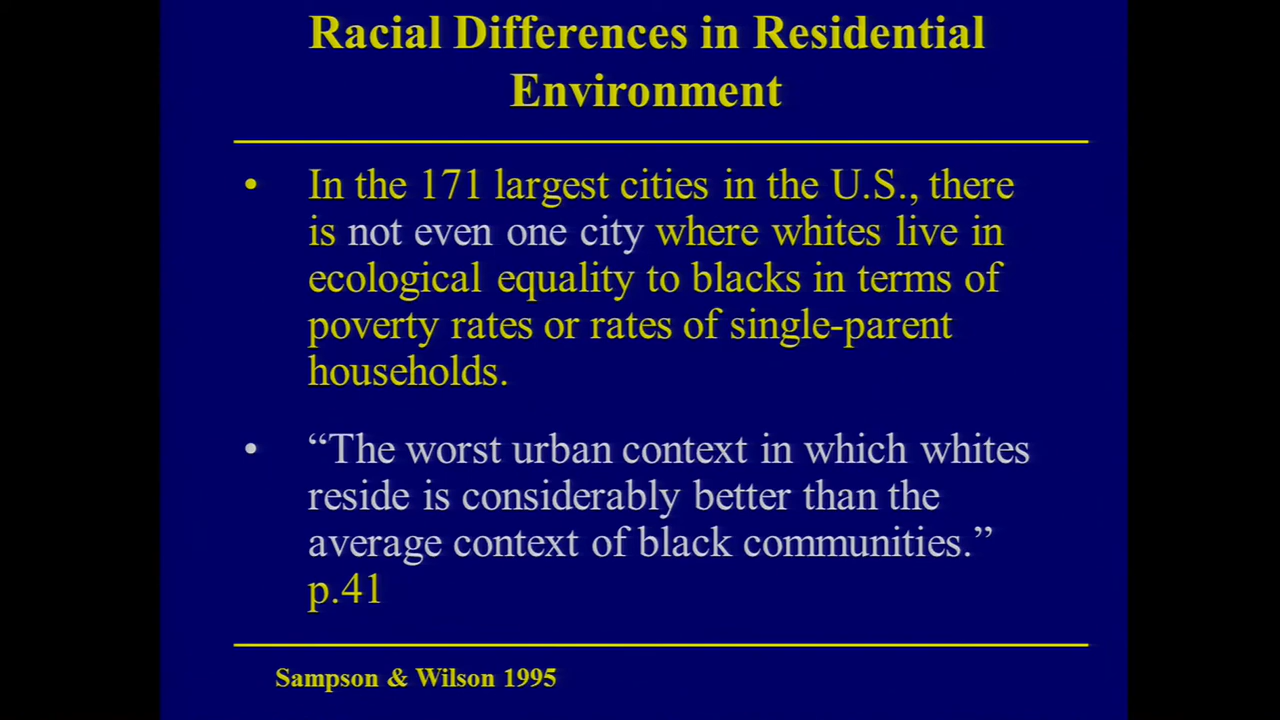 Racial Differences in Residential
Environment
• In the 171 largest cities in the U.S., there
is not even one city where whites live in
ecological equality to blacks in terms of
poverty rates or rates of single-parent
households.
• “The worst urban context in which whites
reside is considerably better than the
average context of black communities.”
p.41
Sampson & Wilson 1995